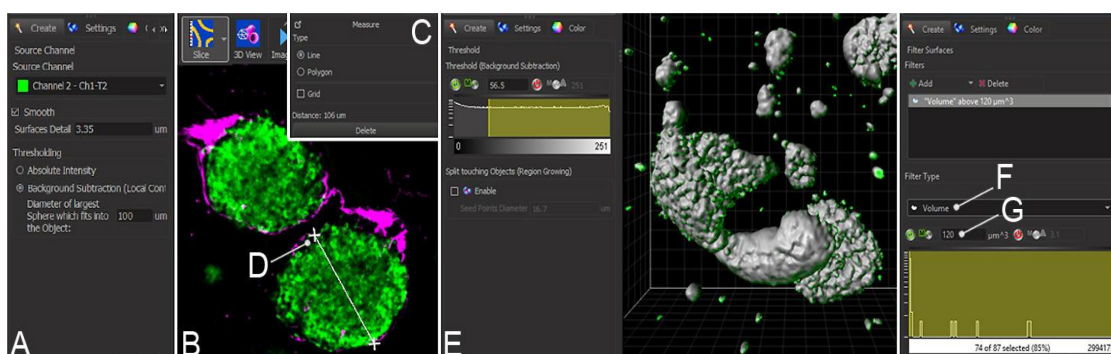 Create Settings
Source Channel
Source Channel
Channel 2 - Ch1-T2
Smooth
Surfaces Detail 3.35 um
Thresholding
Absolute Intensity
Background Subtraction (Local Cont
Diameter of largest
Sphere which fits into 100 um
the Object:
A
Slice
3D View
Imag
B
D
Measure
C
Type
Line
Polygon
Grid
Distance: 106 um
Delete
Create Settings Color
Threshold
Threshold (Background Subtraction)
56.5
251
0 251
Split touching Objects (Region Growing)
Enable
Seed Points Diameter 16.7 um
E
Create Settings Color
Filter Surfaces
Filters
Add Delete
"Volume" above 120 µm^3
Filter Type
F
Volume
G
120 µm^3 3.1
74 of 87 selected (85%) 299417